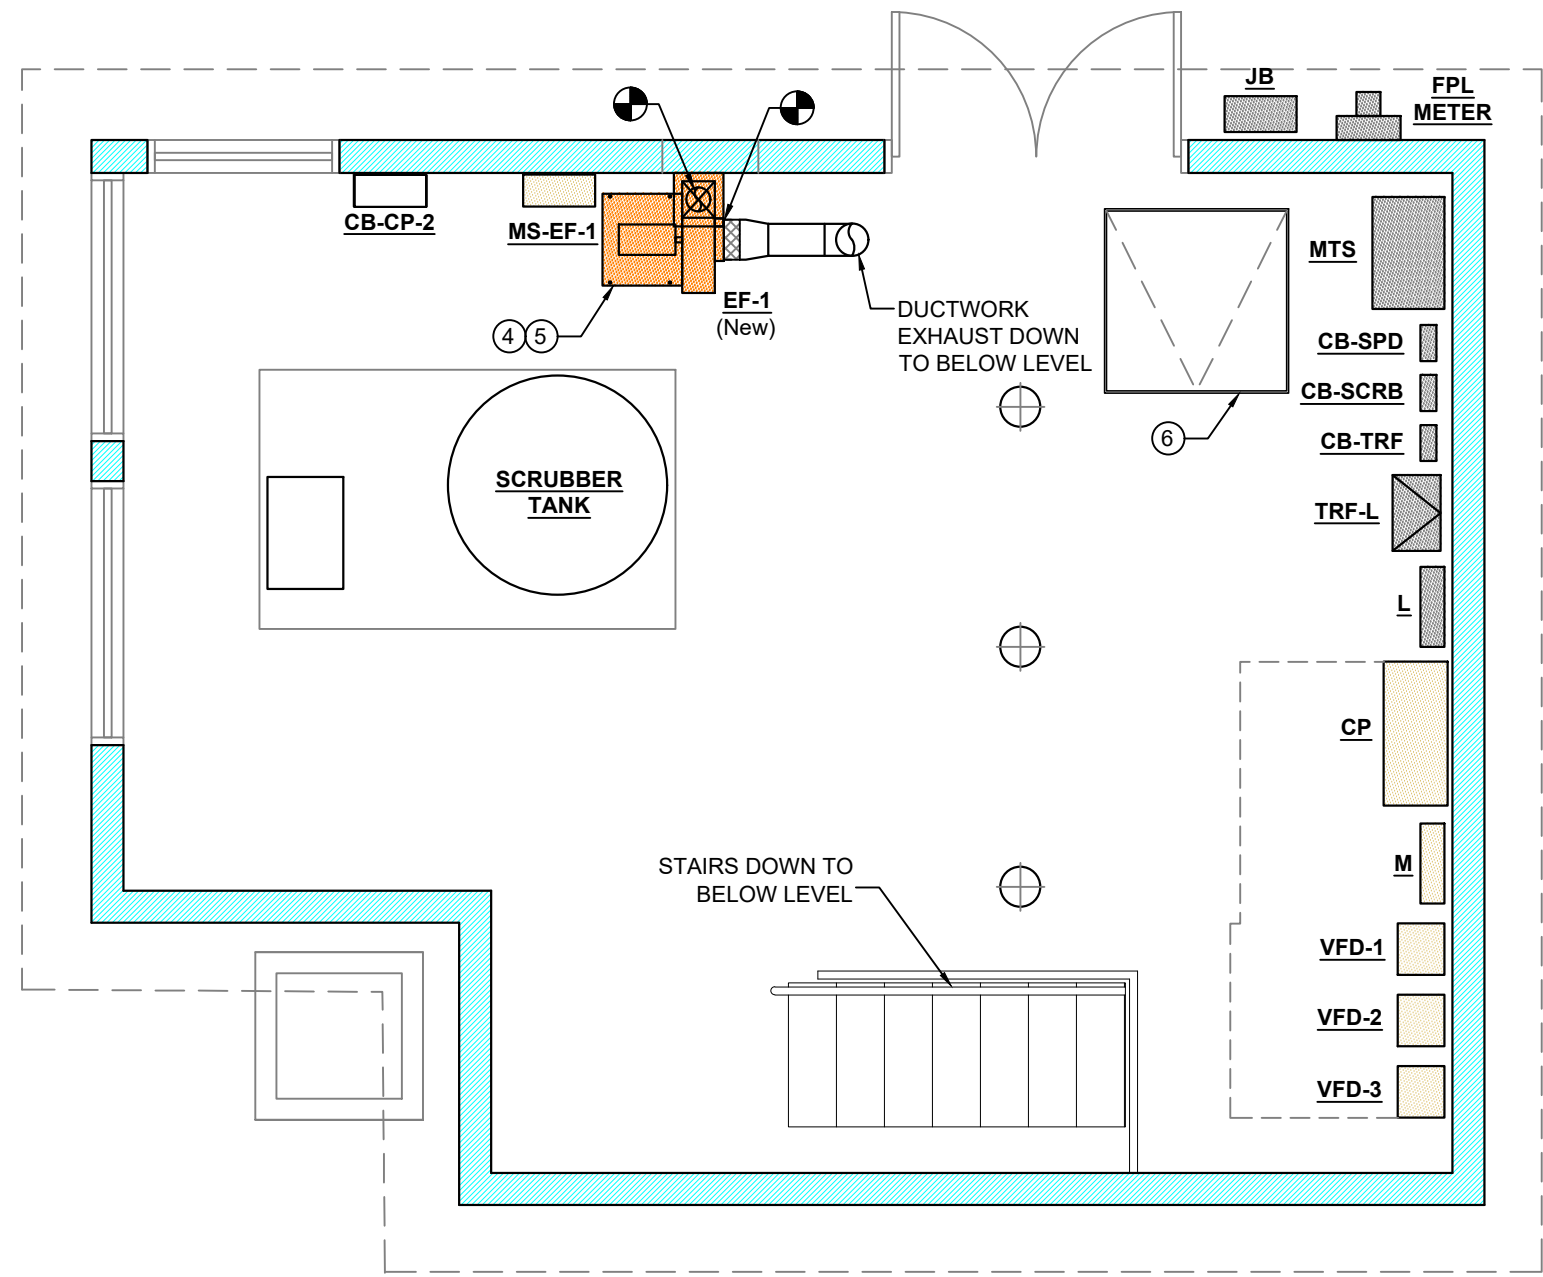 JB
FPL
METER
CB-CP-2
MS-EF-1
EF-1
(New)
4 5
DUCTWORK
EXHAUST DOWN
TO BELOW LEVEL
MTS
CB-SPD
CB-SCRB
6
CB-TRF
SCRUBBER
TANK
TRF-L
L
CP
STAIRS DOWN TO
BELOW LEVEL
M
VFD-1
VFD-2
VFD-3